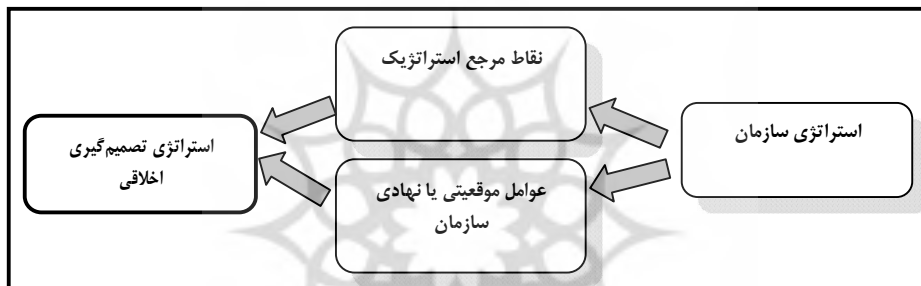 نقاط مرجع استراتژیک
استراتژی سازمان
استراتژی تصمیم‌گیری
اخلاقی
عوامل موقعیتی یا نهادی
سازمان